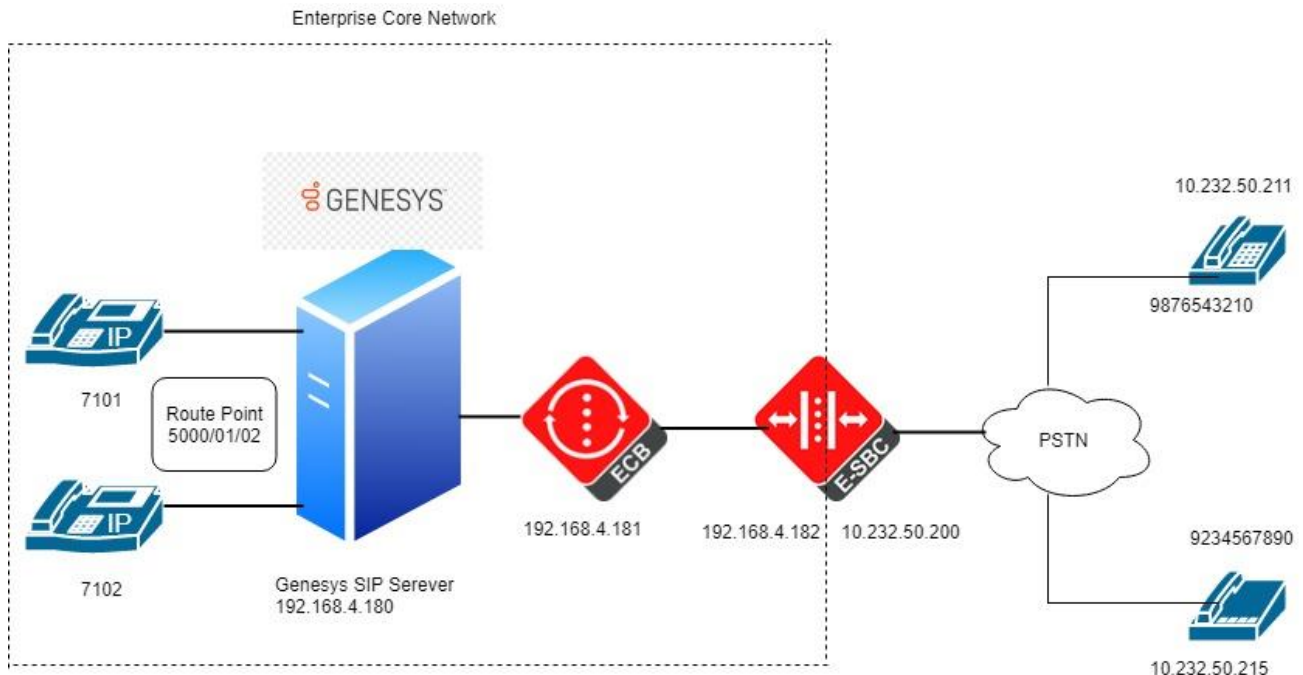 Enterprise Core Network
GENESYS
10.232.50.211
9876543210
IP
7101
Route Point
5000/01/02
IP
7102
Genesys SIP Serever
192.168.4.180
ECB
192.168.4.181
E-SBC
192.168.4.182
10.232.50.200
PSTN
9234567890
10.232.50.215